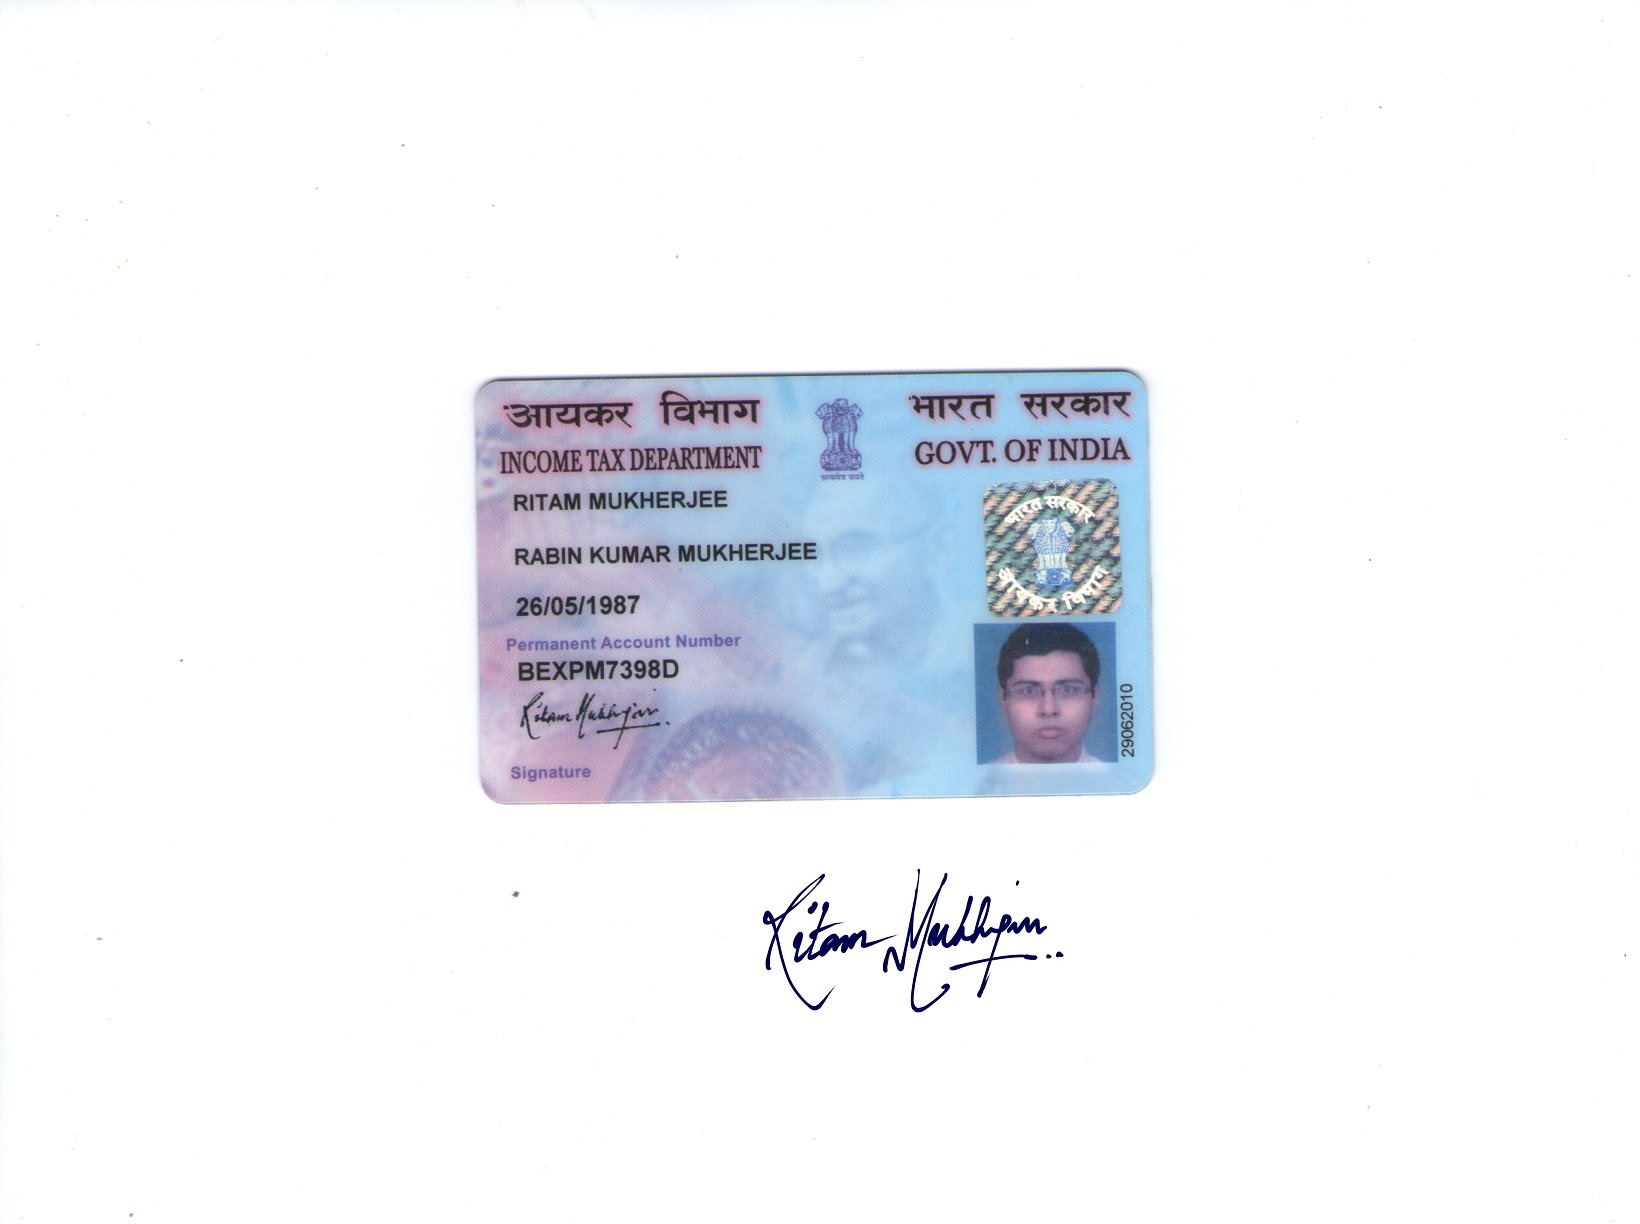 आयकर विभाग
भारत सरकार
INCOME TAX DEPARTMENT
GOVT. OF INDIA
सत्यमेव जयते
RITAM MUKHERJEE
RABIN KUMAR MUKHERJEE
26/05/1987
Permanent Account Number
BEXPM7398D
Ritam Mukherjee
Signature
भारत सरकार
आयकर विभाग
29062010
Ritam Mukherjee